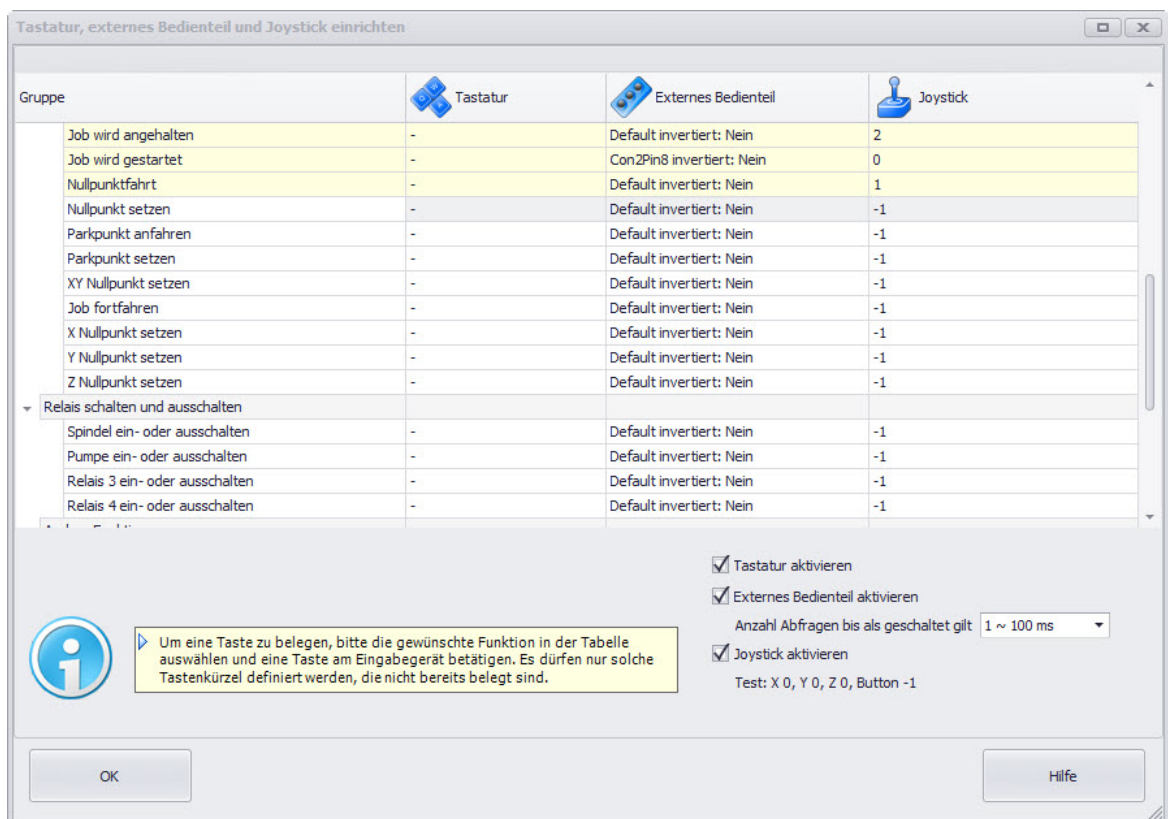 Tastatur, externes Bedienteil und Joystick einrichten
Gruppe Tastatur Externes Bedienteil Joystick
Job wird angehalten - Default invertiert: Nein 2
Job wird gestartet - Con2Pin8 invertiert: Nein 0
Nullpunktfahrt - Default invertiert: Nein 1
Nullpunkt setzen - Default invertiert: Nein -1
Parkpunkt anfahren - Default invertiert: Nein -1
Parkpunkt setzen - Default invertiert: Nein -1
XY Nullpunkt setzen - Default invertiert: Nein -1
Job fortfahren - Default invertiert: Nein -1
X Nullpunkt setzen - Default invertiert: Nein -1
Y Nullpunkt setzen - Default invertiert: Nein -1
Z Nullpunkt setzen - Default invertiert: Nein -1
Relais schalten und ausschalten
Spindel ein- oder ausschalten - Default invertiert: Nein -1
Pumpe ein- oder ausschalten - Default invertiert: Nein -1
Relais 3 ein- oder ausschalten - Default invertiert: Nein -1
Relais 4 ein- oder ausschalten - Default invertiert: Nein -1
Um eine Taste zu belegen, bitte die gewünschte Funktion in der Tabelle
auswählen und eine Taste am Eingabegerät betätigen. Es dürfen nur solche
Tastenkürzel definiert werden, die nicht bereits belegt sind.
Tastatur aktivieren
Externes Bedienteil aktivieren
Anzahl Abfragen bis als geschaltet gilt 1 ~ 100 ms
Joystick aktivieren
Test: X 0, Y 0, Z 0, Button -1
OK
Hilfe